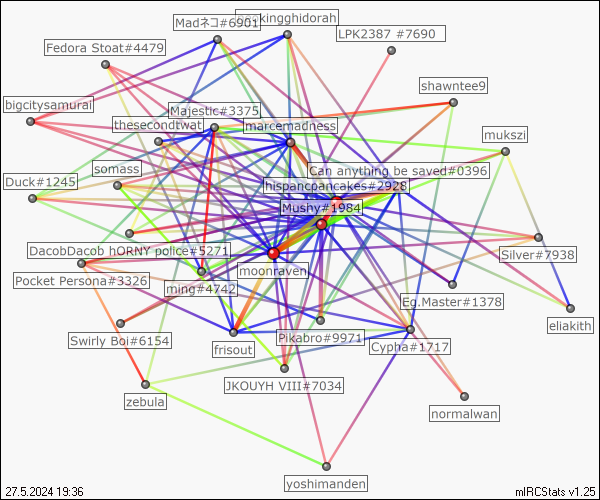 Madネコ#6901
kingghidorah
LPK2387 #7690
Fedora Stoat#4479
shawntee9
bigcitysamurai
Majestic#3375
thesecondtwat
marcemadness
mukszi
somass
Can anything be saved#0396
Duck#1245
hispancpancakes#2928
Mushy#1984
DacobDacob hORNY police#5271
Silver#7938
moonraven
Pocket Persona#3326
ming#4742
Eg.Master#1378
eliakith
Swirly Boi#6154
Pikabro#9971
frisout
Cypha#1717
JKOUYH VIII#7034
zebula
normalwan
yoshimanden
27.5.2024 19:36
mIRCStats v1.25